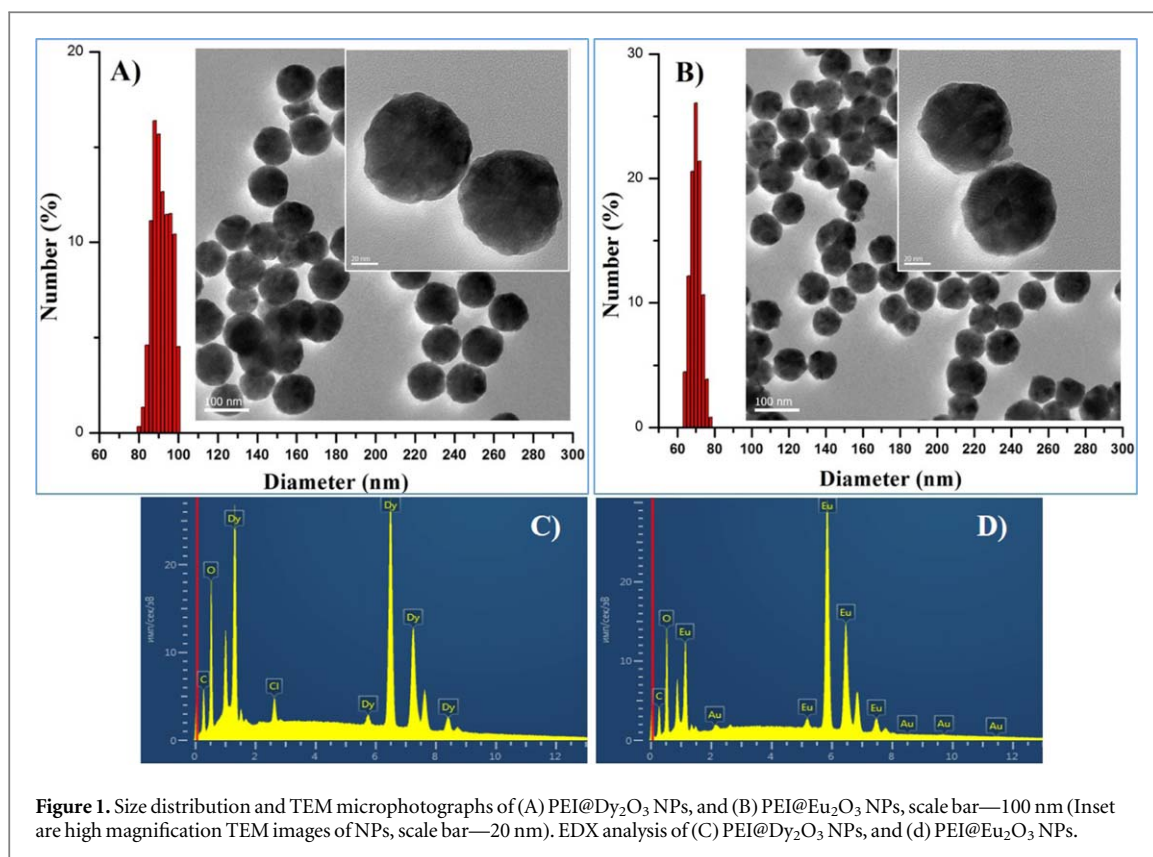 A)
20
10
0
Number (%)
60 80 100 120 140 160 180 200 220 240 260 280 300
Diameter (nm)
100 nm
20 nm
B)
30
20
10
0
Number (%)
60 80 100 120 140 160 180 200 220 240 260 280 300
Diameter (nm)
100 nm
20 nm
C)
имп/сек/эВ
20
10
0
C
O
Dy
Cl
Dy
Dy
Dy
Dy
0 2 4 6 8 10 12
D)
имп/сек/эВ
20
10
0
C
O
Eu
Au
Eu
Eu
Eu
Eu
Au
Au
Au
0 2 4 6 8 10 12
Figure 1. Size distribution and TEM microphotographs of (A) PEI@Dy₂O₃ NPs, and (B) PEI@Eu₂O₃ NPs, scale bar—100 nm (Inset
are high magnification TEM images of NPs, scale bar—20 nm). EDX analysis of (C) PEI@Dy₂O₃ NPs, and (d) PEI@Eu₂O₃ NPs.